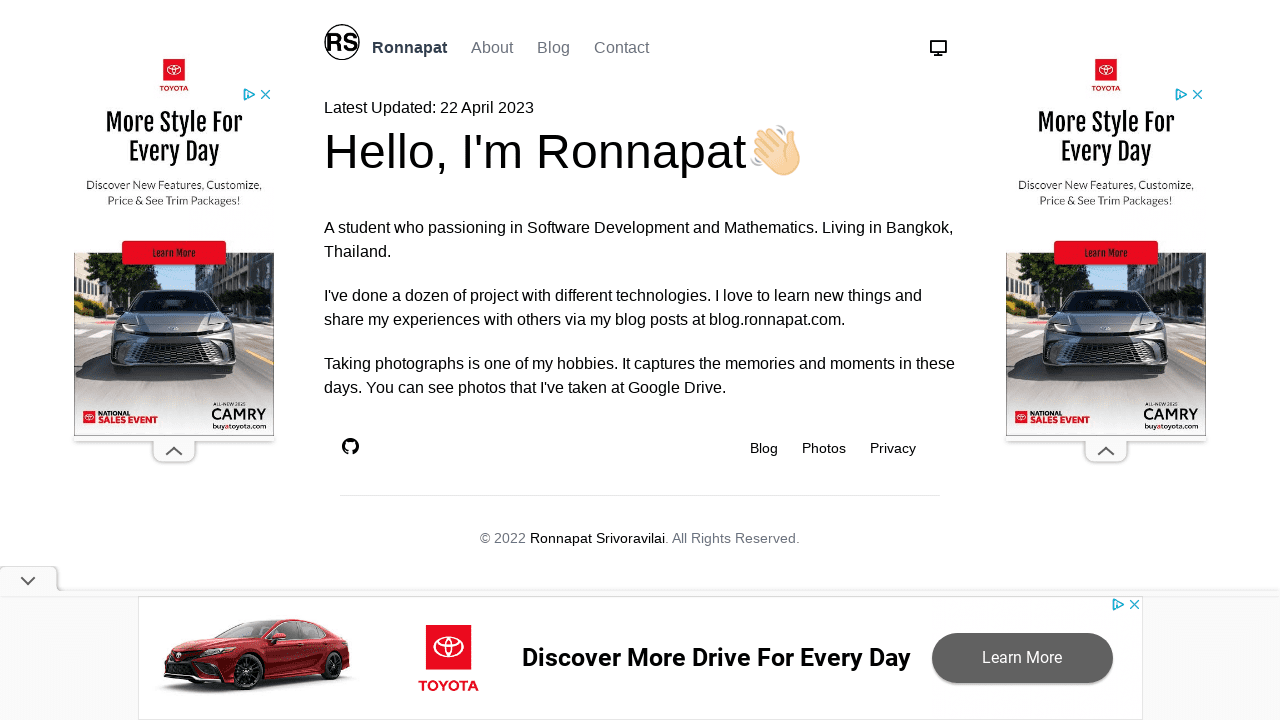 RS
Ronnapat About Blog Contact
Latest Updated: 22 April 2023
Hello, I'm Ronnapat
A student who passioning in Software Development and Mathematics. Living in Bangkok,
Thailand.
I've done a dozen of project with different technologies. I love to learn new things and
share my experiences with others via my blog posts at blog.ronnapat.com.
Taking photographs is one of my hobbies. It captures the memories and moments in these
days. You can see photos that I've taken at Google Drive.
Blog Photos Privacy
© 2022 Ronnapat Srivoravilai. All Rights Reserved.
TOYOTA
More Style For
Every Day
Discover New Features, Customize,
Price & See Trim Packages!
Learn More
NATIONAL
SALES EVENT
ALL-NEW 2025
CAMRY
buyatoyota.com
TOYOTA
More Style For
Every Day
Discover New Features, Customize,
Price & See Trim Packages!
Learn More
NATIONAL
SALES EVENT
ALL-NEW 2025
CAMRY
buyatoyota.com
TOYOTA
Discover More Drive For Every Day
Learn More